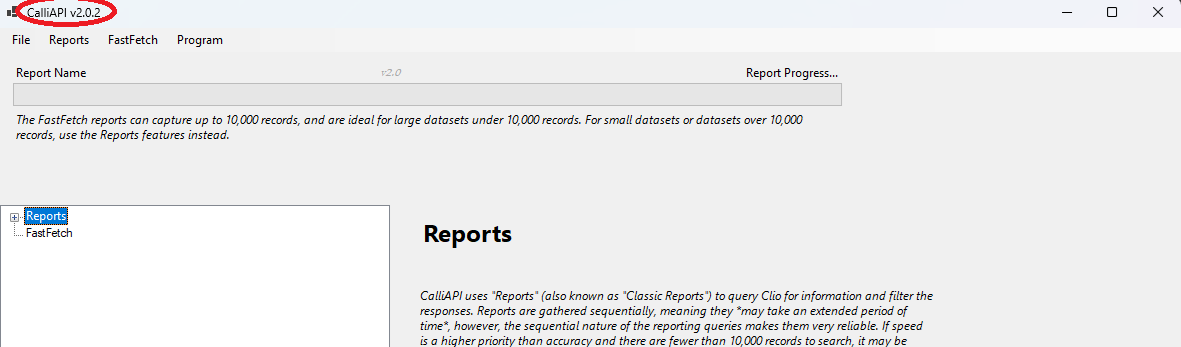 CalliAPI v2.0.2
File Reports FastFetch Program
Report Name v2.0 Report Progress...
The FastFetch reports can capture up to 10,000 records, and are ideal for large datasets under 10,000 records. For small datasets or datasets over 10,000
records, use the Reports features instead.
Reports
FastFetch
Reports
CalliAPI uses "Reports" (also known as "Classic Reports") to query Clio for information and filter the
responses. Reports are gathered sequentially, meaning they *may take an extended period of
time*, however, the sequential nature of the reporting queries makes them very reliable. If speed
is a higher priority than accuracy and there are fewer than 10,000 records to search, it may be